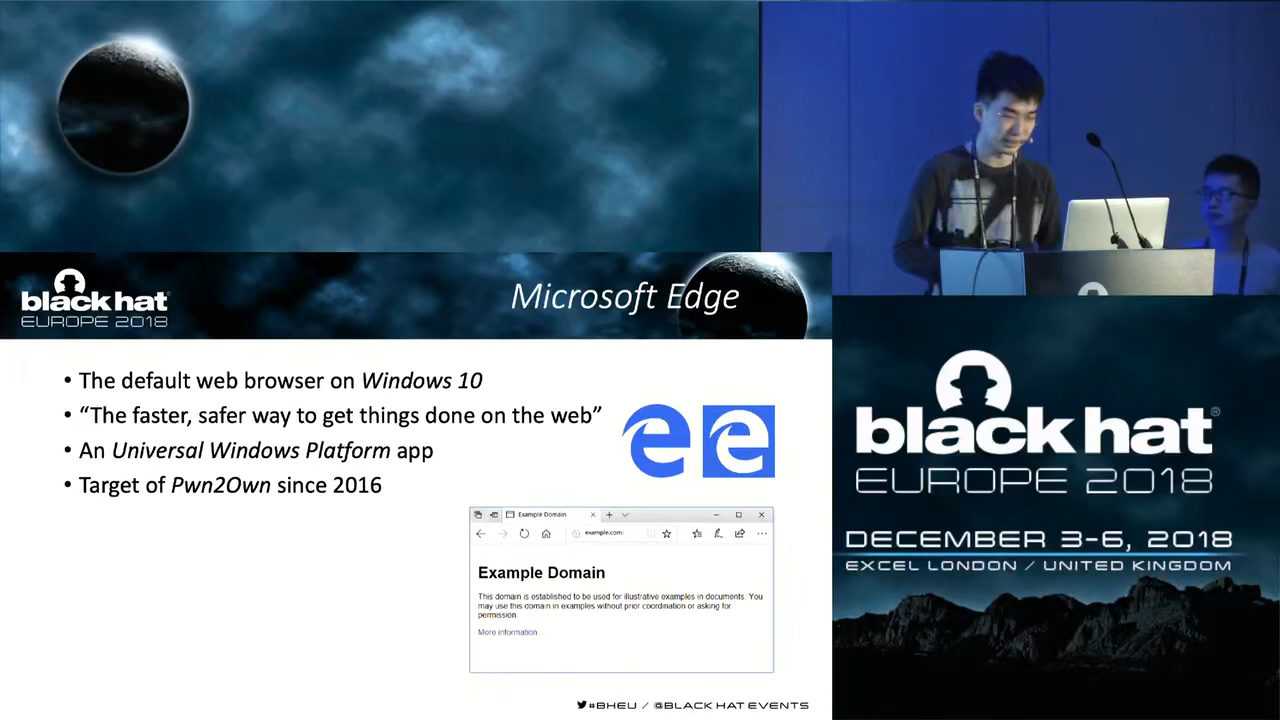 black hat
EUROPE 2018
Microsoft Edge
• The default web browser on Windows 10
• “The faster, safer way to get things done on the web”
• An Universal Windows Platform app
• Target of Pwn2Own since 2016
Example Domain
example.com/
Example Domain
This domain is established to be used for illustrative examples in documents. You
may use this domain in examples without prior coordination or asking for
permission.
More information
#BHEU / @BLACK HAT EVENTS
black hat®
EUROPE 2018
DECEMBER 3-6, 2018
EXCEL LONDON / UNITED KINGDOM